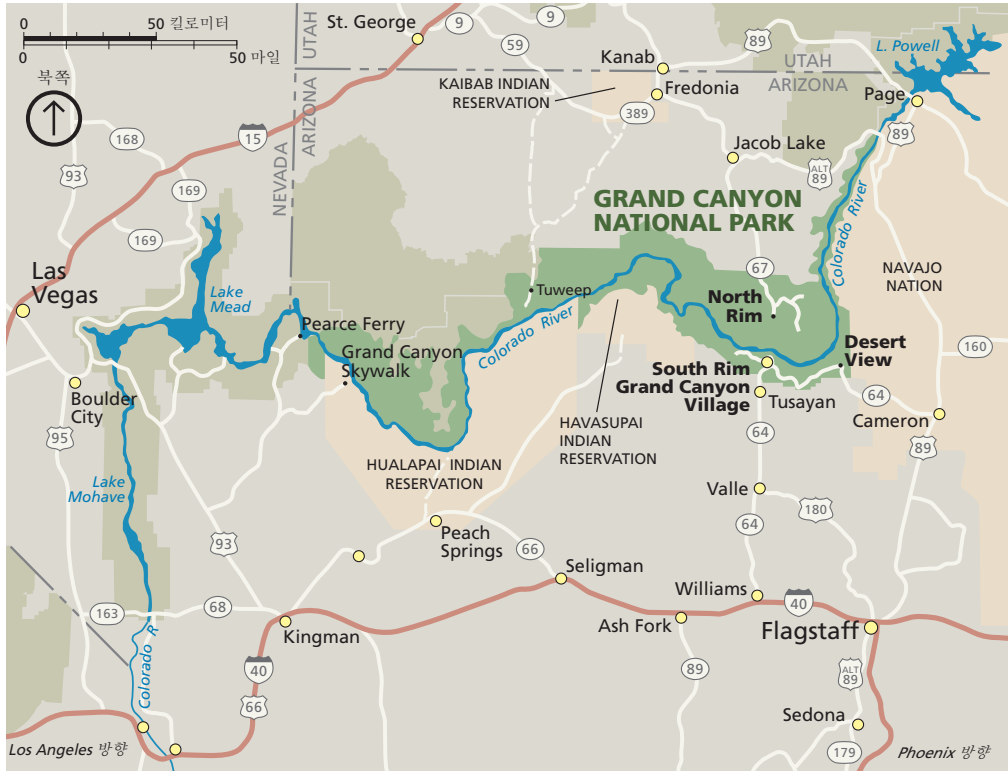 0 50 킬로미터
0 50 마일
북쪽
UTAH
ARIZONA
NEVADA
ARIZONA
St. George
9
9
59
Kanab
89
UTAH
ARIZONA
L. Powell
KAIBAB INDIAN
RESERVATION
Fredonia
389
Page
89
15
168
93
169
169
Jacob Lake
ALT
89
GRAND CANYON
NATIONAL PARK
Colorado River
67
NAVAJO
NATION
Las
Vegas
Lake
Mead
Tuweep
North
Rim
Pearce Ferry
Colorado River
Grand Canyon
Skywalk
Desert
View
160
South Rim
Grand Canyon
Village
Tusayan
64
Cameron
Boulder
City
95
HAVASUPAI
INDIAN
RESERVATION
64
89
HUALAPAI INDIAN
RESERVATION
Lake
Mohave
Valle
180
64
Peach
Springs
93
66
Seligman
Williams
40
163
68
Kingman
Ash Fork
Flagstaff
Colorado R
40
66
89
ALT
89
Sedona
179
Los Angeles 방향
Phoenix 방향